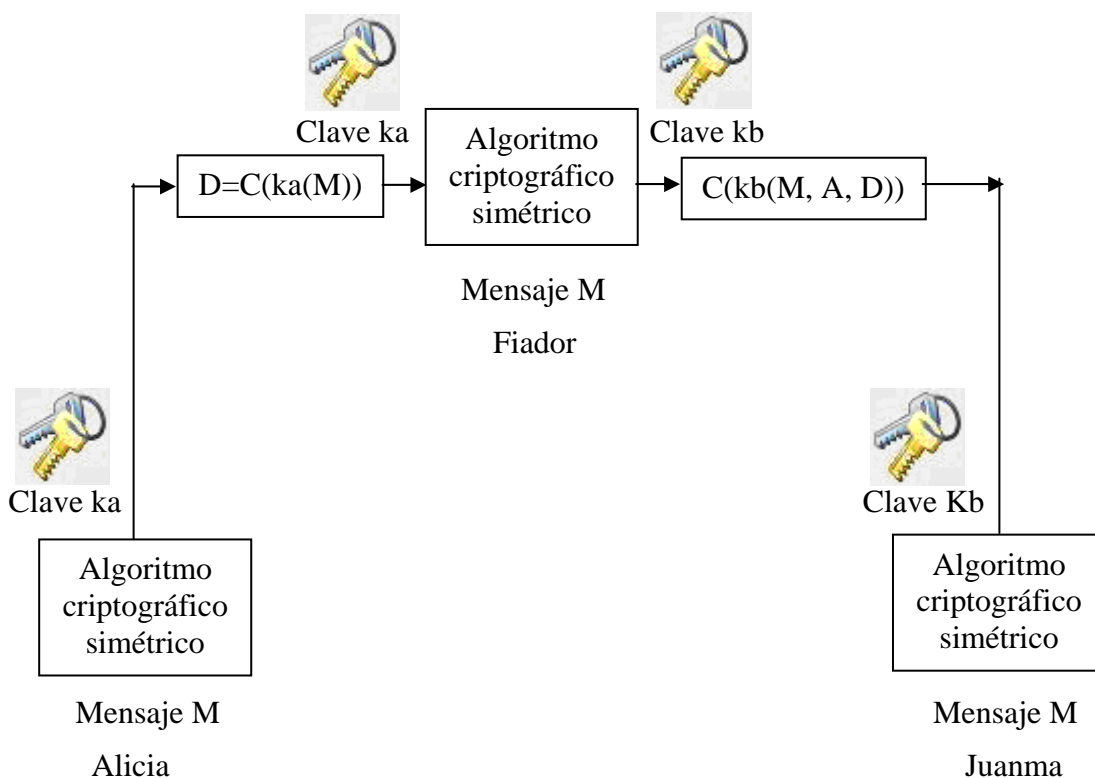 Clave ka
Clave kb
Algoritmo
criptográfico
simétrico
D=C(ka(M))
C(kb(M, A, D))
Mensaje M
Fiador
Clave ka
Clave Kb
Algoritmo
criptográfico
simétrico
Algoritmo
criptográfico
simétrico
Mensaje M
Mensaje M
Alicia
Juanma